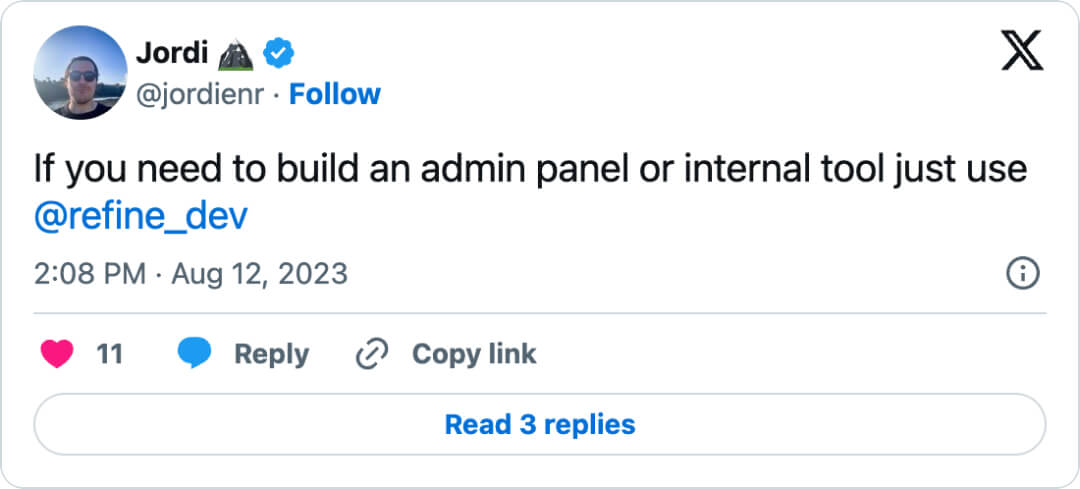 Jordi
@jordienr · Follow
If you need to build an admin panel or internal tool just use
@refine_dev
2:08 PM · Aug 12, 2023
11 Reply Copy link
Read 3 replies